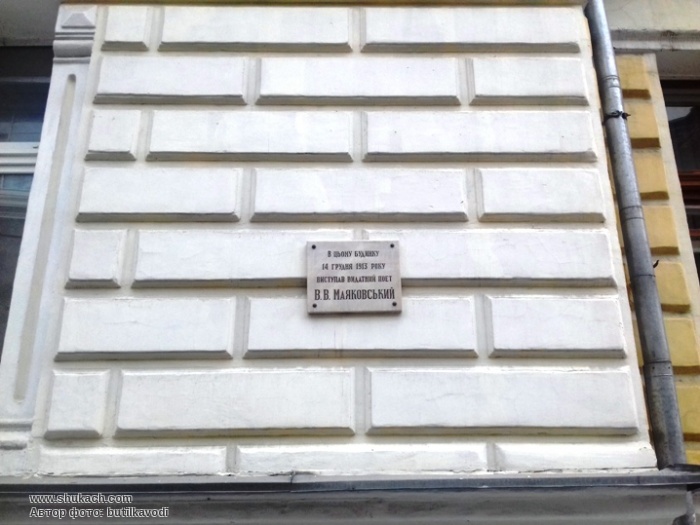 В ЦЬОМУ БУДИНКУ
14 ГРУДНЯ 1913 РОКУ
ВИСТУПАВ ВИДАТНИЙ ПОЕТ
В.В. МАЯКОВСЬКИЙ
www.shukach.com
Автор фото: butilkavodi